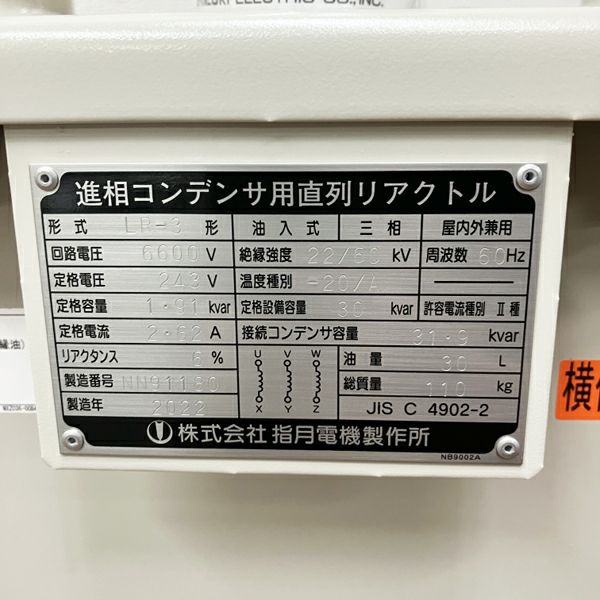 ELECTRIC CO., INC.
進相コンデンサ用直列リアクトル
形式 LR-3 形 油入式 三相 屋内外兼用
回路電圧 6600 V 絶縁強度 22/60 kV 周波数 60Hz
定格電圧 243 V 温度種別 -20/A
定格容量 1.91 kvar 定格設備容量 30 kvar 許容電流種別 Ⅱ種
定格電流 2.62 A 接続コンデンサ容量 31.9 kvar
リアクタンス 6 % U V W 油量 30 L
製造番号 NN91180 X Y Z 総質量 110 kg
製造年 2022 JIS C 4902-2
株式会社 指月電機製作所
NB9002A
油)
横